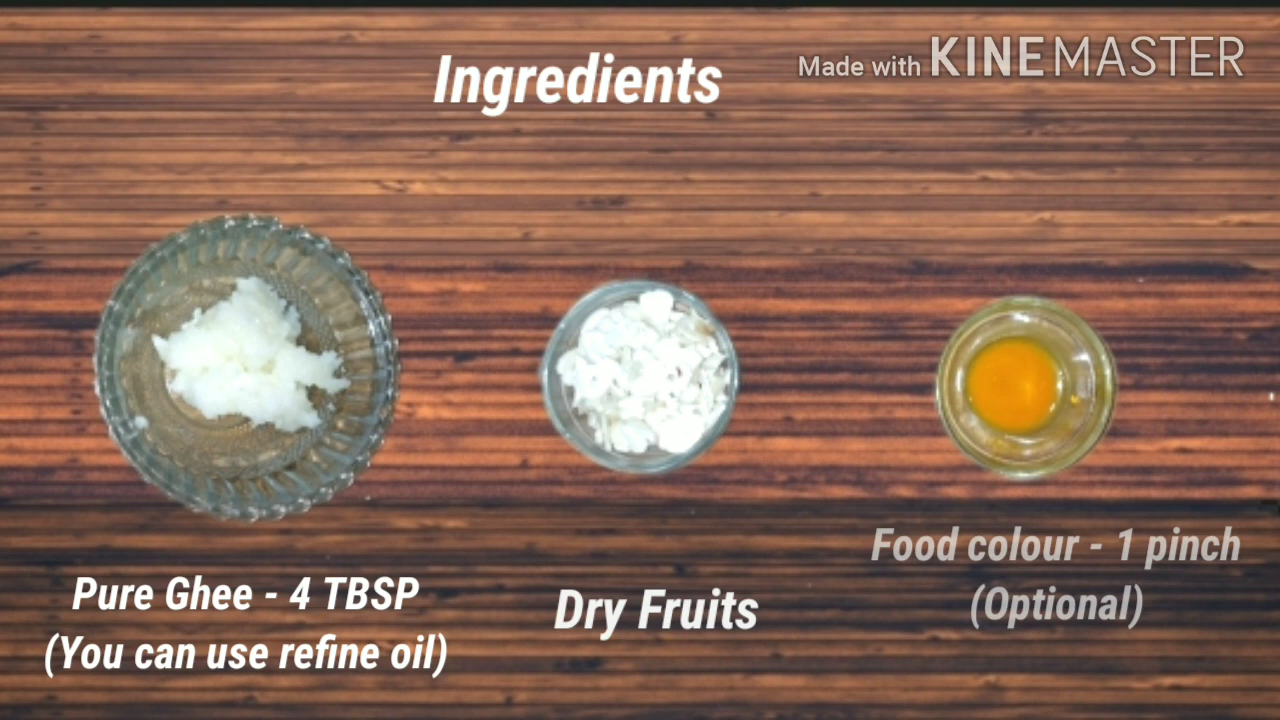 Ingredients
Made with KINEMASTER
Pure Ghee - 4 TBSP
(You can use refine oil)
Dry Fruits
Food colour - 1 pinch
(Optional)